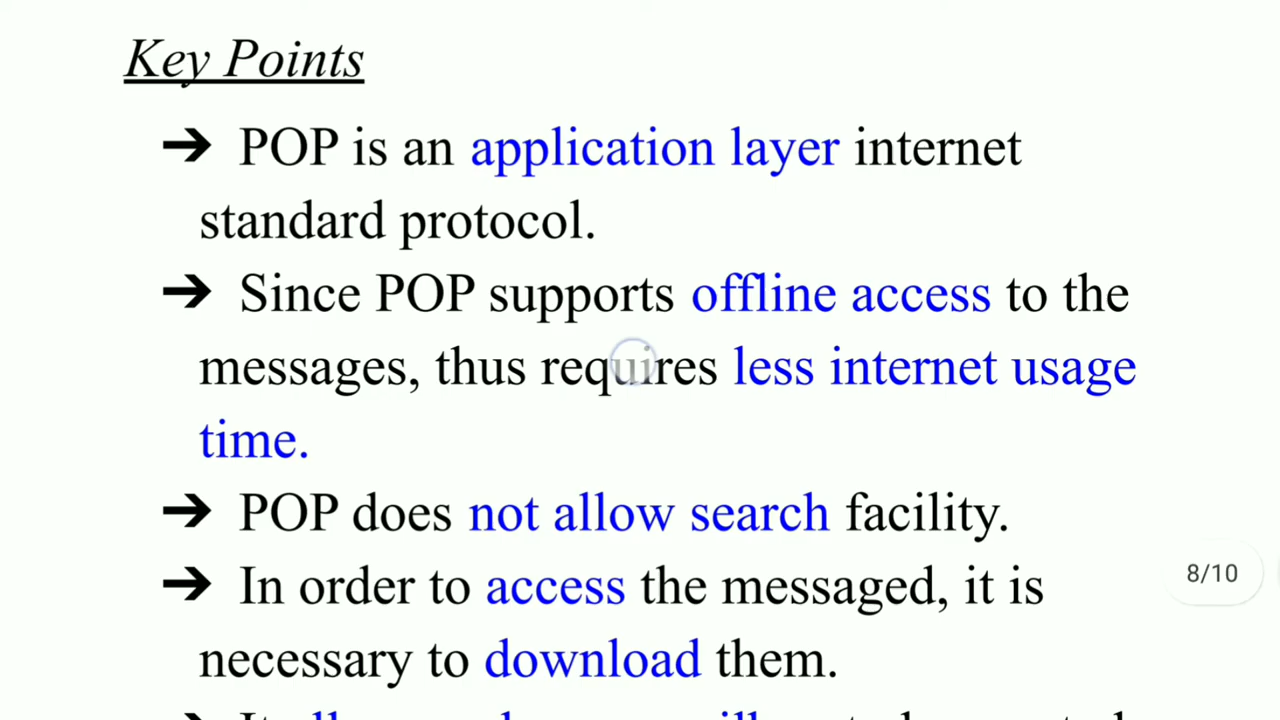 Key Points
➔ POP is an application layer internet
standard protocol.
➔ Since POP supports offline access to the
messages, thus requires less internet usage
time.
➔ POP does not allow search facility.
➔ In order to access the messaged, it is
8/10
necessary to download them.